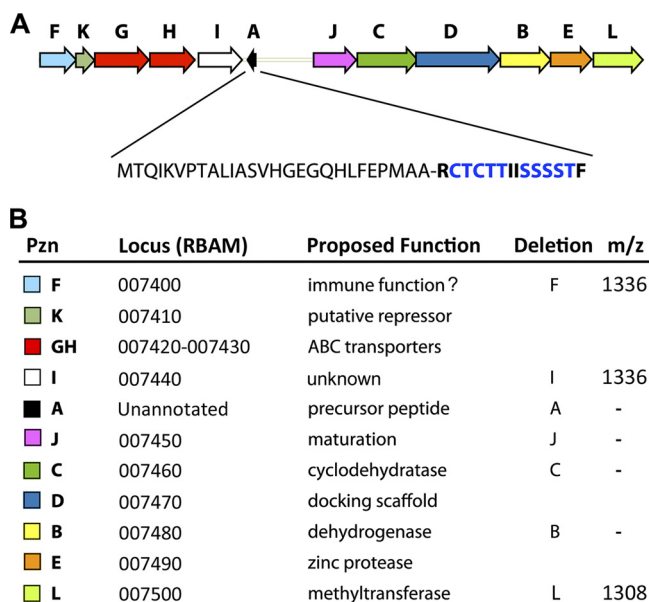 A
F K G H I A J C D B E L
MTQIKVPTALIASVHGEGQHLFEPMAA-RCTCTTIISSSSTF
B
Pzn Locus (RBAM) Proposed Function Deletion m/z
F 007400 immune function? F 1336
K 007410 putative repressor
GH 007420-007430 ABC transporters
I 007440 unknown I 1336
A Unannotated precursor peptide A -
J 007450 maturation J -
C 007460 cyclodehydratase C -
D 007470 docking scaffold
B 007480 dehydrogenase B -
E 007490 zinc protease
L 007500 methyltransferase L 1308